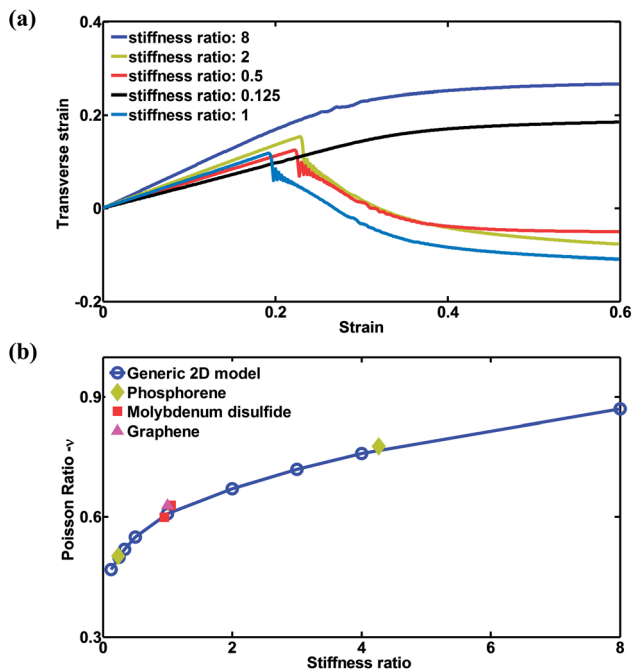 (a)
0.4
stiffness ratio: 8
stiffness ratio: 2
stiffness ratio: 0.5
stiffness ratio: 0.125
stiffness ratio: 1
0.2
0
-0.2
Transverse strain
0 0.2 0.4 0.6
Strain
(b)
Generic 2D model
Phosphorene
Molybdenum disulfide
Graphene
0.9
0.6
0.3
Poisson Ratio -ν
0 2 4 6 8
Stiffness ratio